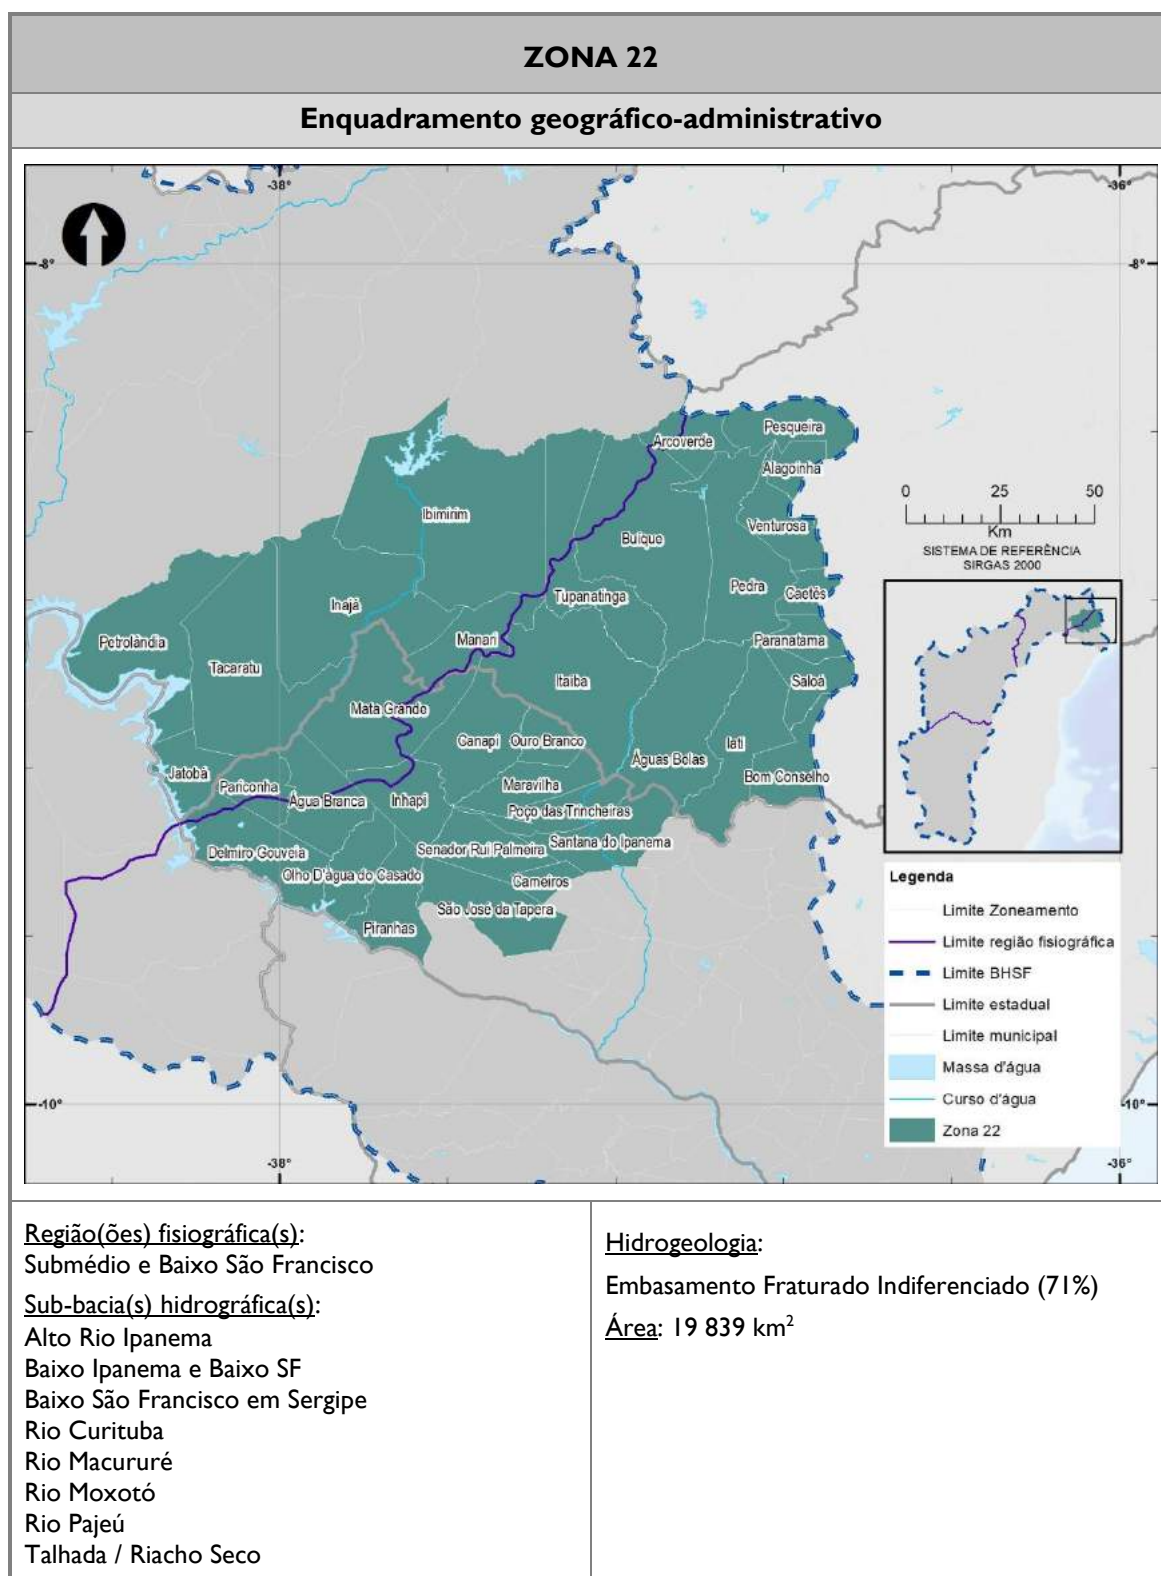 ZONA 22
Enquadramento geográfico-administrativo
-38°
-36°
-8°
-8°
Pesqueira
Arcoverde
Alagoinha
Ibimirim
Venturosa
Buíque
Pedra
Caetés
Tupanatinga
Inajá
Manari
Paranatama
Petrolândia
Tacaratu
Itaíba
Saloá
Mata Grande
Canapi
Ouro Branco
Iati
Águas Belas
Jatobá
Pariconha
Bom Conselho
Maravilha
Água Branca
Inhapi
Poço das Trincheiras
Senador Rui Palmeira
Santana do Ipanema
Delmiro Gouveia
Olho D'água do Casado
Carneiros
São José da Tapera
Piranhas
0 25 50
Km
SISTEMA DE REFERÊNCIA
SIRGAS 2000
Legenda
Limite Zoneamento
Limite região fisiográfica
Limite BHSF
Limite estadual
Limite municipal
Massa d'água
Curso d'água
Zona 22
-10°
-10°
-38°
-36°
Região(ões) fisiográfica(s):
Submédio e Baixo São Francisco
Sub-bacia(s) hidrográfica(s):
Alto Rio Ipanema
Baixo Ipanema e Baixo SF
Baixo São Francisco em Sergipe
Rio Curituba
Rio Macururé
Rio Moxotó
Rio Pajeú
Talhada / Riacho Seco
Hidrogeologia:
Embasamento Fraturado Indiferenciado (71%)
Área: 19 839 km²